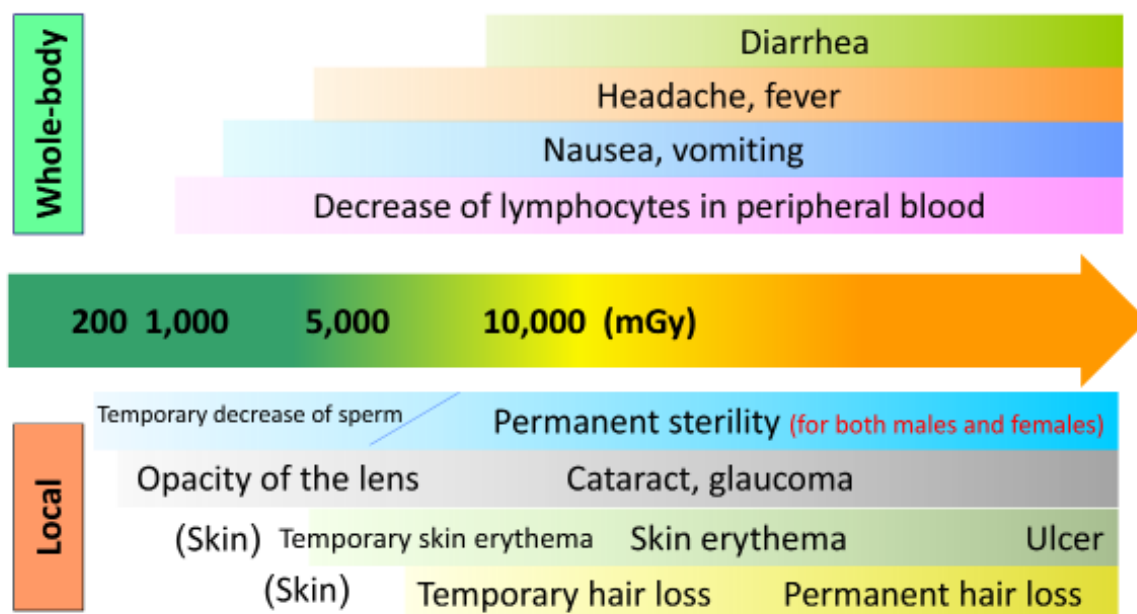 Whole-body
Diarrhea
Headache, fever
Nausea, vomiting
Decrease of lymphocytes in peripheral blood
200 1,000 5,000 10,000 (mGy)
Local
Temporary decrease of sperm Permanent sterility (for both males and females)
Opacity of the lens Cataract, glaucoma
(Skin) Temporary skin erythema Skin erythema Ulcer
(Skin) Temporary hair loss Permanent hair loss